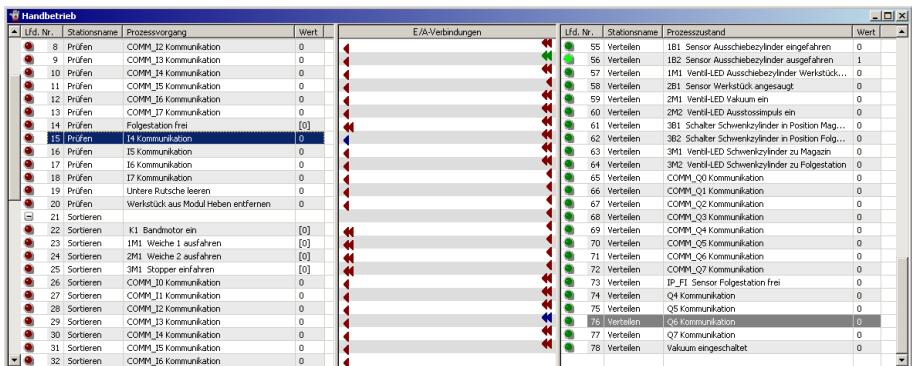 Handbetrieb
Lfd. Nr. Stationsname Prozessvorgang Wert
8 Prüfen COMM_I2 Kommunikation 0
9 Prüfen COMM_I3 Kommunikation 0
10 Prüfen COMM_I4 Kommunikation 0
11 Prüfen COMM_I5 Kommunikation 0
12 Prüfen COMM_I6 Kommunikation 0
13 Prüfen COMM_I7 Kommunikation 0
14 Prüfen Folgestation frei [0]
15 Prüfen I4 Kommunikation 0
16 Prüfen I5 Kommunikation 0
17 Prüfen I6 Kommunikation 0
18 Prüfen I7 Kommunikation 0
19 Prüfen Untere Rutsche leeren 0
20 Prüfen Werkstück aus Modul Heben entfernen 0
21 Sortieren
22 Sortieren K1 Bandmotor ein [0]
23 Sortieren 1M1 Weiche 1 ausfahren [0]
24 Sortieren 2M1 Weiche 2 ausfahren [0]
25 Sortieren 3M1 Stopper einfahren [0]
26 Sortieren COMM_I0 Kommunikation 0
27 Sortieren COMM_I1 Kommunikation 0
28 Sortieren COMM_I2 Kommunikation 0
29 Sortieren COMM_I3 Kommunikation 0
30 Sortieren COMM_I4 Kommunikation 0
31 Sortieren COMM_I5 Kommunikation 0
32 Sortieren COMM_I6 Kommunikation 0
E/A-Verbindungen
Lfd. Nr. Stationsname Prozesszustand Wert
55 Verteilen 1B1 Sensor Ausschiebezylinder eingefahren 0
56 Verteilen 1B2 Sensor Ausschiebezylinder ausgefahren 1
57 Verteilen 1M1 Ventil-LED Ausschiebezylinder Werkstück... 0
58 Verteilen 2B1 Sensor Werkstück angesaugt 0
59 Verteilen 2M1 Ventil-LED Vakuum ein 0
60 Verteilen 2M2 Ventil-LED Ausstossimpuls ein 0
61 Verteilen 3B1 Schalter Schwenkzylinder in Position Mag... 0
62 Verteilen 3B2 Schalter Schwenkzylinder in Position Folg... 0
63 Verteilen 3M1 Ventil-LED Schwenkzylinder zu Magazin 0
64 Verteilen 3M2 Ventil-LED Schwenkzylinder zu Folgestation 0
65 Verteilen COMM_Q0 Kommunikation 0
66 Verteilen COMM_Q1 Kommunikation 0
67 Verteilen COMM_Q2 Kommunikation 0
68 Verteilen COMM_Q3 Kommunikation 0
69 Verteilen COMM_Q4 Kommunikation 0
70 Verteilen COMM_Q5 Kommunikation 0
71 Verteilen COMM_Q6 Kommunikation 0
72 Verteilen COMM_Q7 Kommunikation 0
73 Verteilen IP_FI Sensor Folgestation frei 0
74 Verteilen Q4 Kommunikation 0
75 Verteilen Q5 Kommunikation 0
76 Verteilen Q6 Kommunikation 0
77 Verteilen Q7 Kommunikation 0
78 Verteilen Vakuum eingeschaltet 0